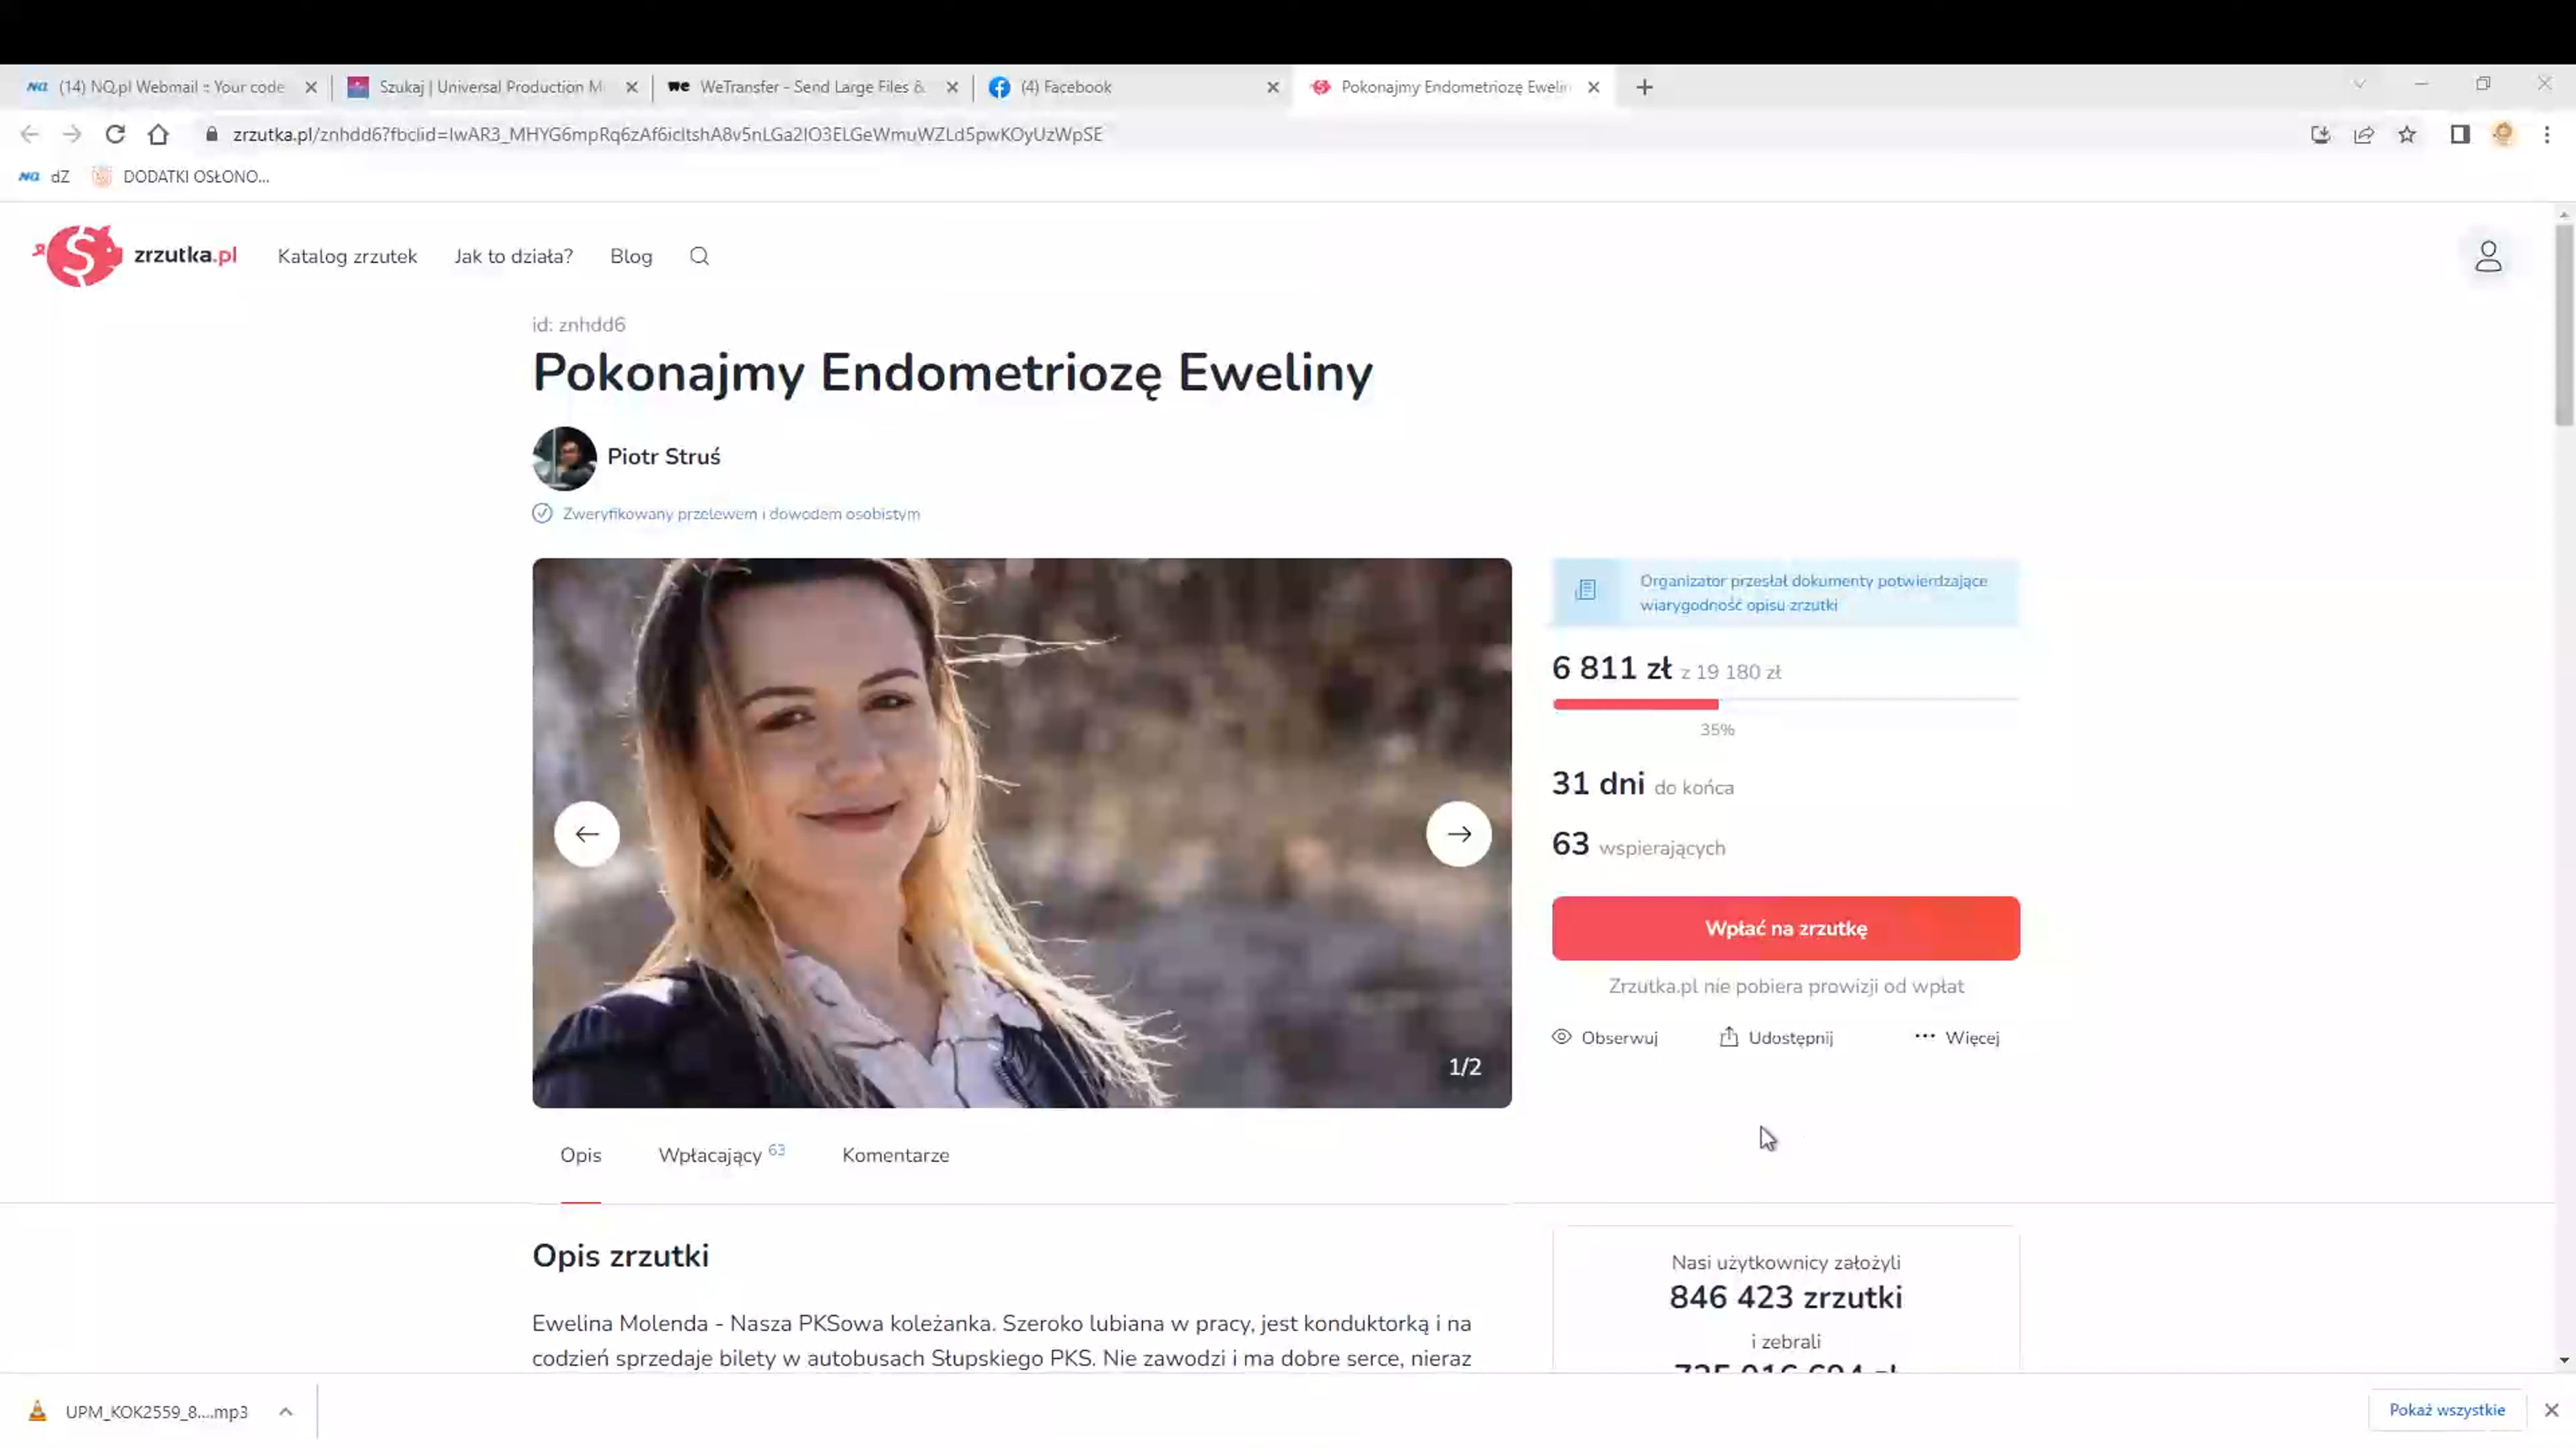 (14) NQ.pl Webmail :: Your code
Szukaj | Universal Production M
WeTransfer - Send Large Files &
(4) Facebook
Pokonajmy Endometriozę Ewelin
zrzutka.pl/znhdd6?fbclid=IwAR3_MHYG6mpRq6zAf6icItshA8v5nLGa2IO3ELGeWmuWZLd5pwKOyUzWpSE
NQ dZ
DODATKI OSŁONO...
zrzutka.pl
Katalog zrzutek
Jak to działa?
Blog
id: znhdd6
Pokonajmy Endometriozę Eweliny
Piotr Struś
Zweryfikowany przelewem i dowodem osobistym
Organizator przesłał dokumenty potwierdzające
wiarygodność opisu zrzutki
6 811 zł z 19 180 zł
35%
31 dni do końca
63 wspierających
Wpłać na zrzutkę
Zrzutka.pl nie pobiera prowizji od wpłat
Obserwuj
Udostępnij
Więcej
1/2
Opis
Wpłacający 63
Komentarze
Opis zrzutki
Ewelina Molenda - Nasza PKSowa koleżanka. Szeroko lubiana w pracy, jest konduktorką i na
codzień sprzedaje bilety w autobusach Słupskiego PKS. Nie zawodzi i ma dobre serce, nieraz
Nasi użytkownicy założyli
846 423 zrzutki
i zebrali
UPM_KOK2559_8....mp3
Pokaż wszystkie